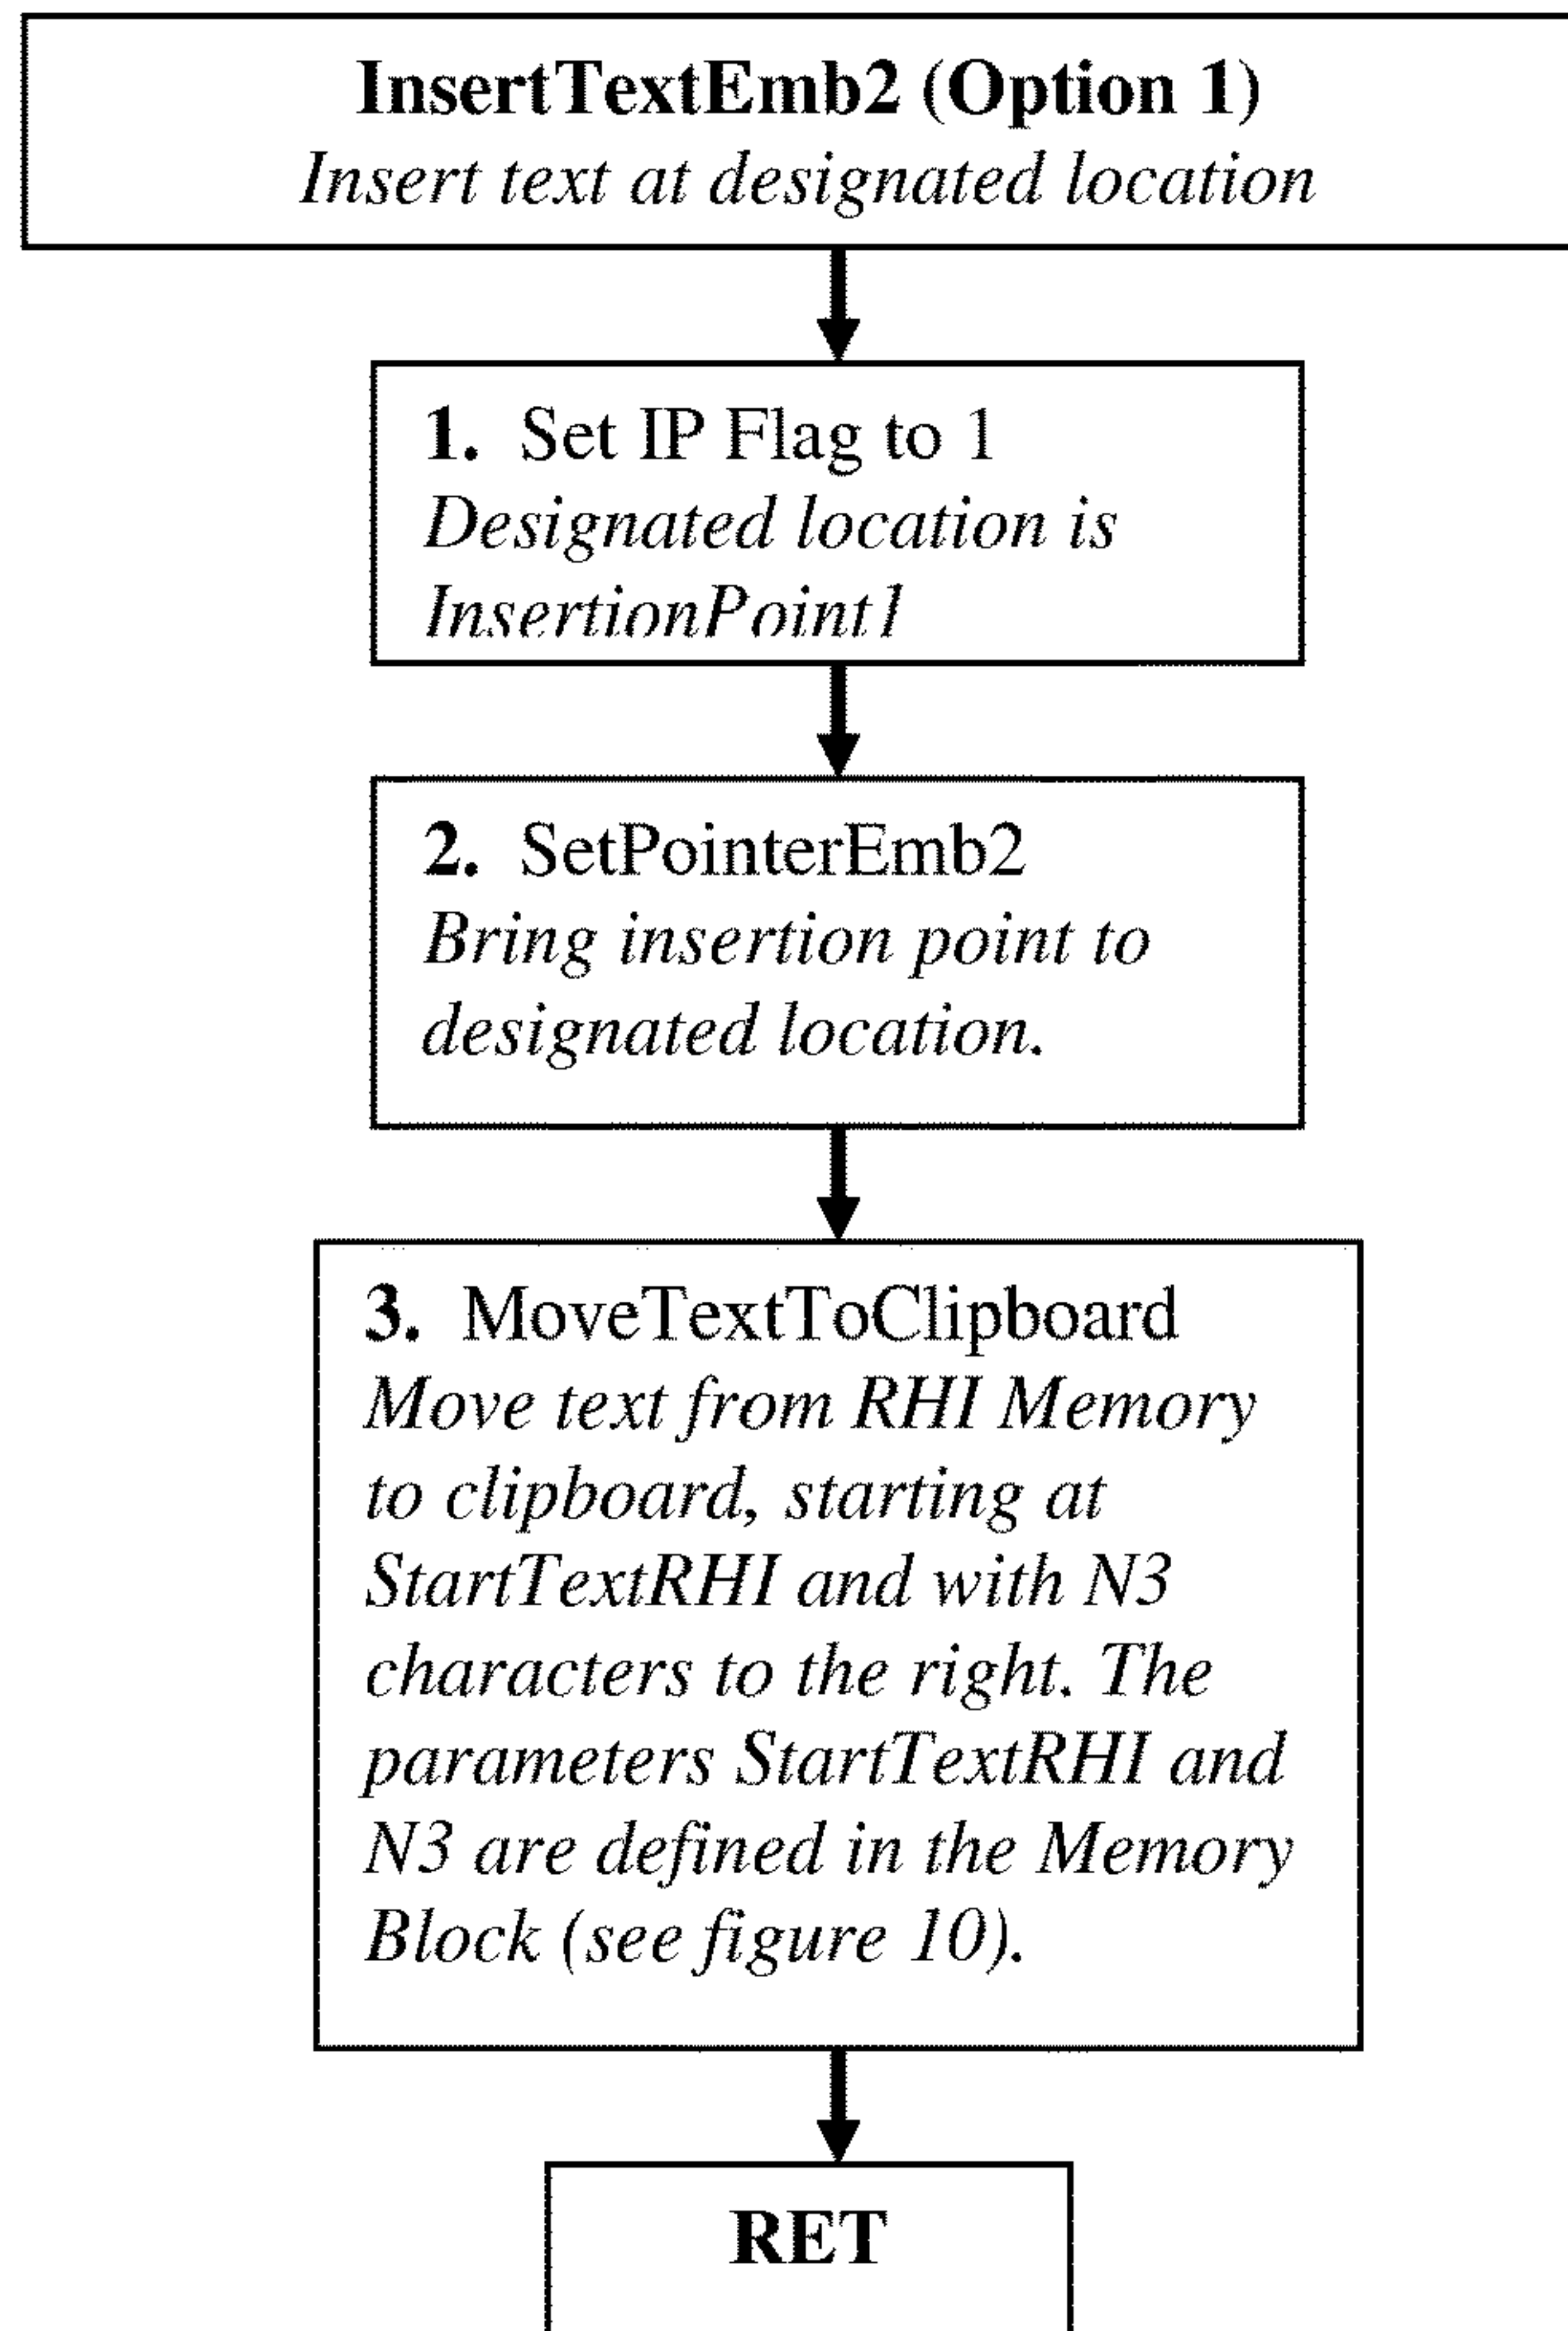 InsertTextEmb2 (Option 1)
Insert text at designated location
1. Set IP Flag to 1
Designated location is
InsertionPoint1
2. SetPointerEmb2
Bring insertion point to
designated location.
3. MoveTextToClipboard
Move text from RHI Memory
to clipboard, starting at
StartTextRHI and with N3
characters to the right. The
parameters StartTextRHI and
N3 are defined in the Memory
Block (see figure 10).
RET